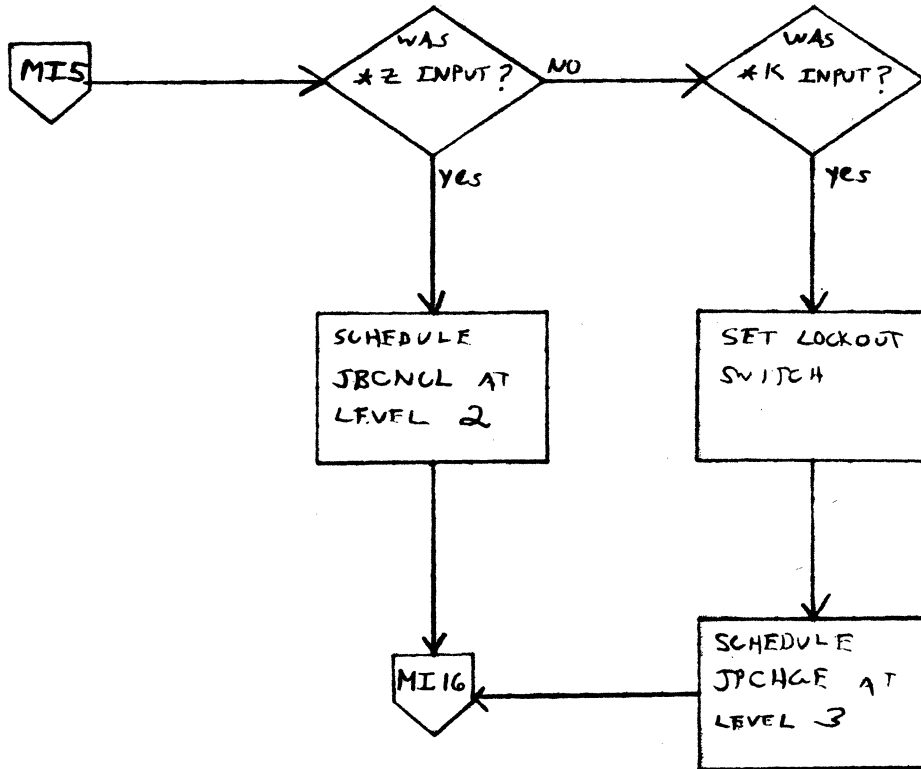 MI5
WAS
*Z INPUT?
NO
WAS
*K INPUT?
yes
yes
SCHEDULE
JBCNCL AT
LEVEL 2
SET LOCKOUT
SWITCH
MI16
SCHEDULE
JPCHGE AT
LEVEL 3